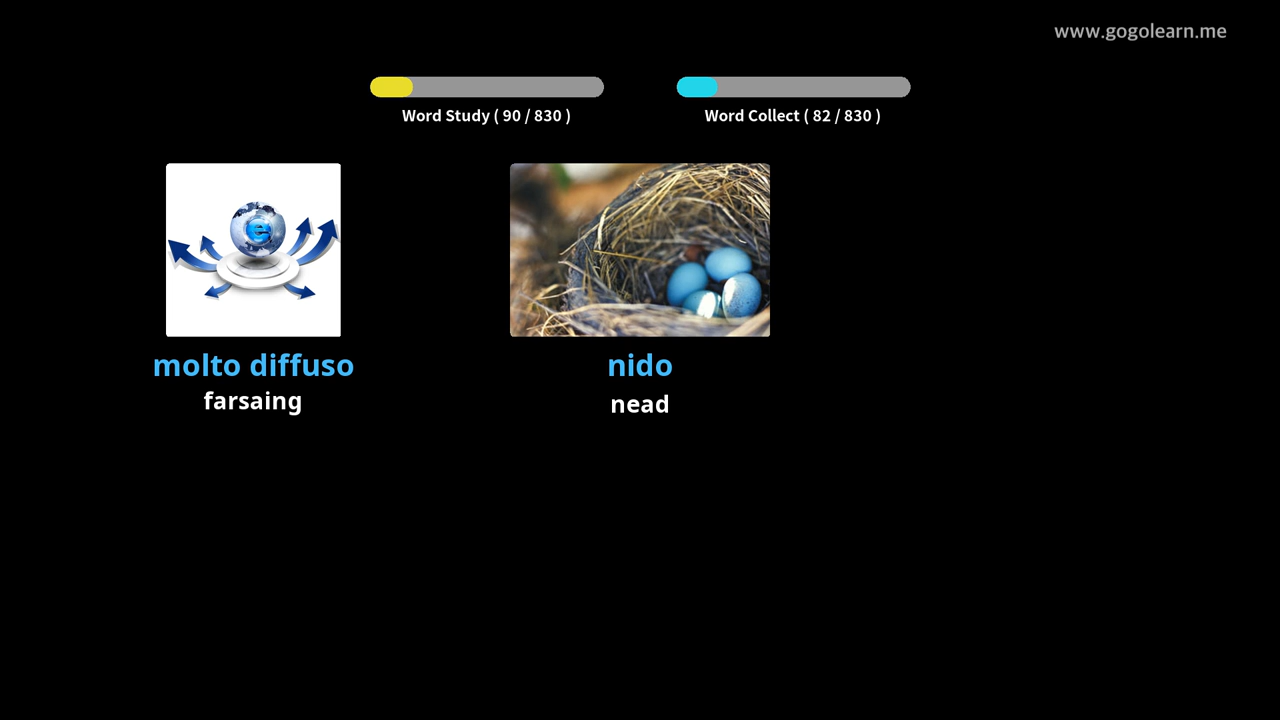 www.gogolearn.me
Word Study ( 90 / 830 )
Word Collect ( 82 / 830 )
e
molto diffuso
farsaing
nido
nead